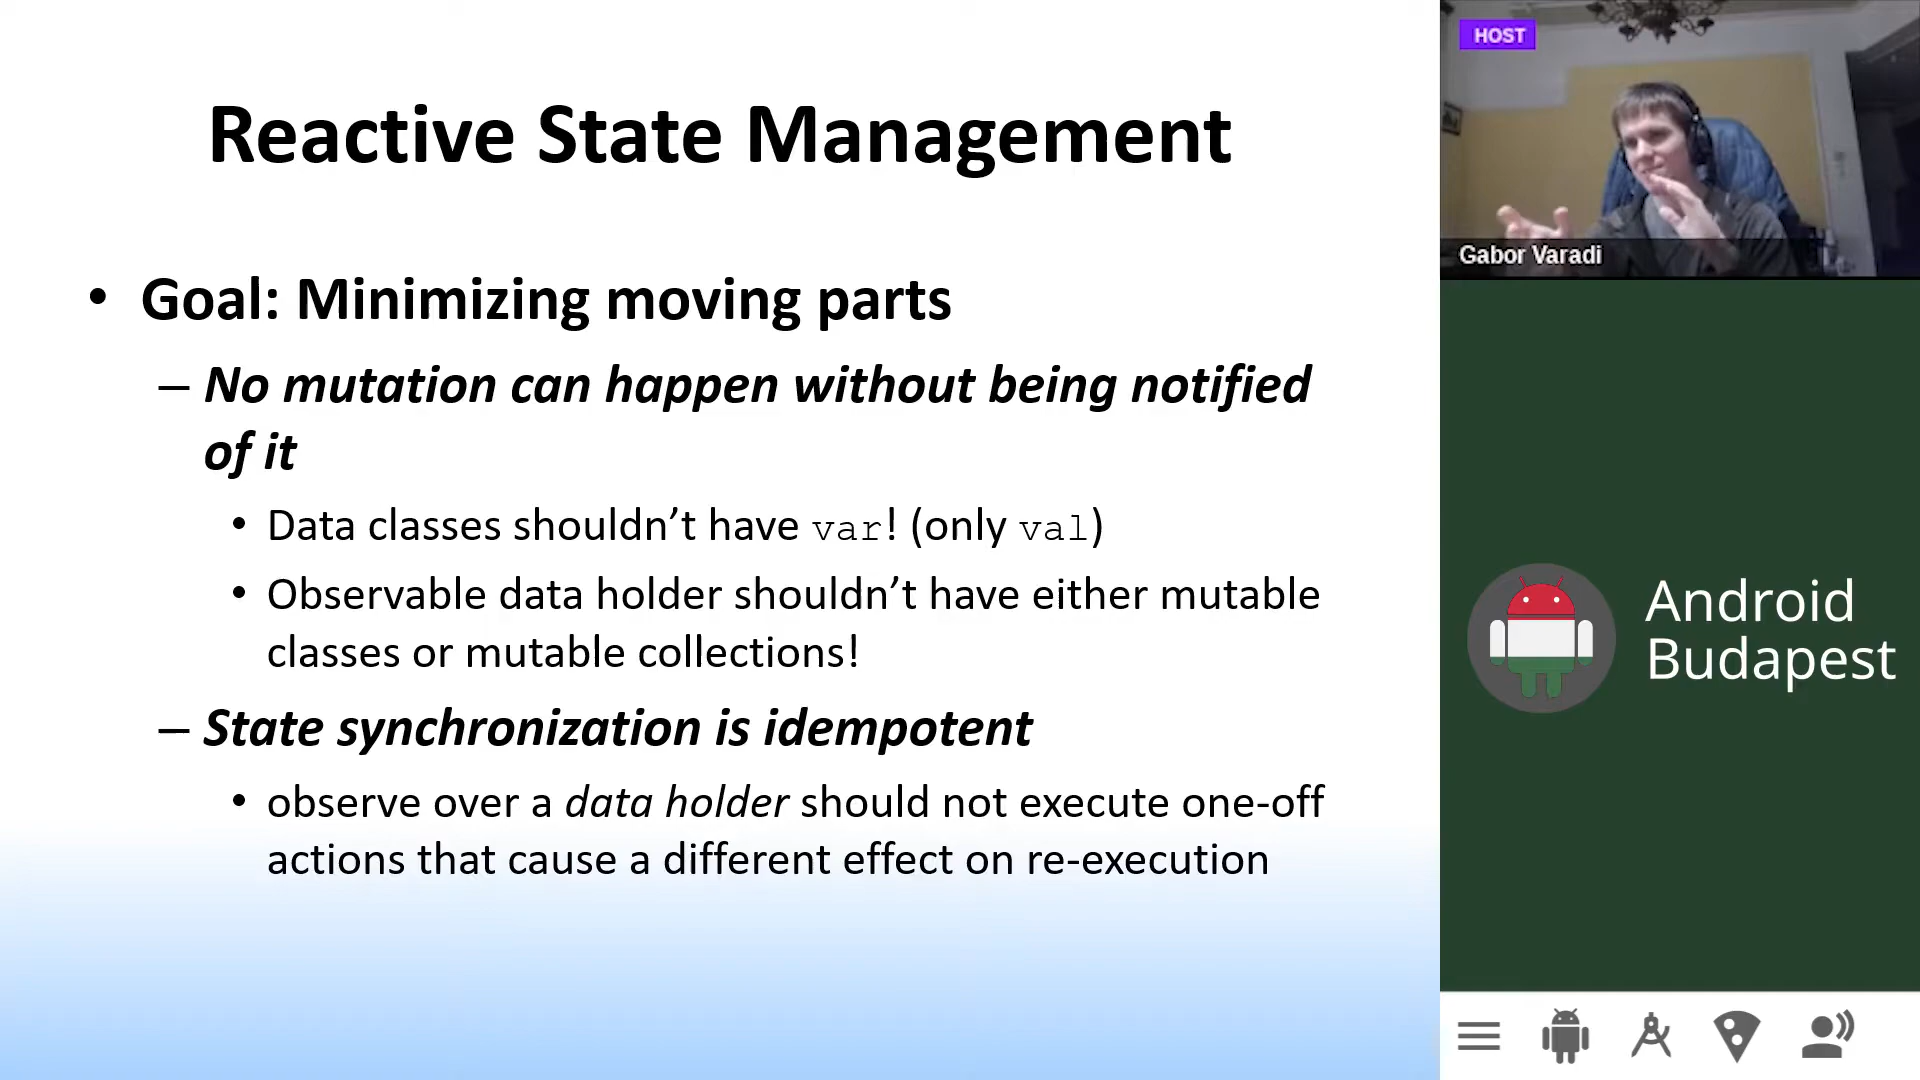 Reactive State Management
• Goal: Minimizing moving parts
– No mutation can happen without being notified
of it
• Data classes shouldn’t have var! (only val)
• Observable data holder shouldn’t have either mutable
classes or mutable collections!
– State synchronization is idempotent
• observe over a data holder should not execute one-off
actions that cause a different effect on re-execution
HOST
Gabor Varadi
Android
Budapest